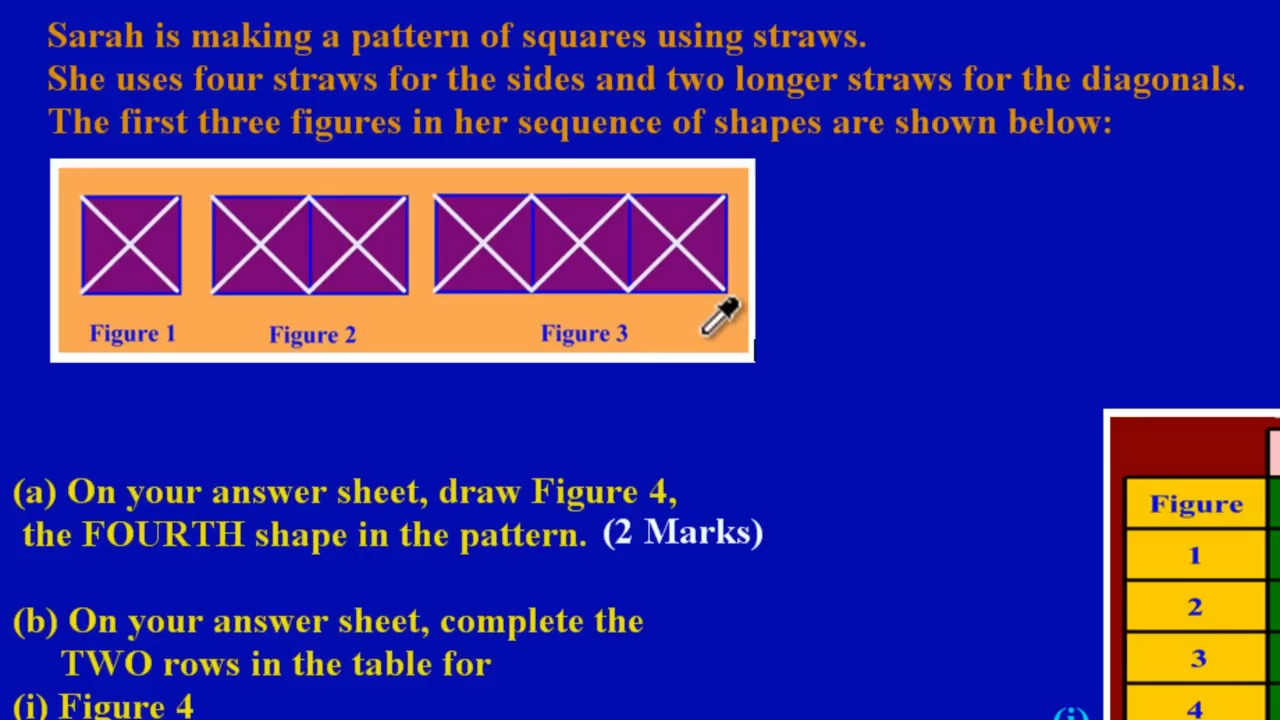 Sarah is making a pattern of squares using straws.
She uses four straws for the sides and two longer straws for the diagonals.
The first three figures in her sequence of shapes are shown below:
Figure 1
Figure 2
Figure 3
(a) On your answer sheet, draw Figure 4,
the FOURTH shape in the pattern. (2 Marks)
(b) On your answer sheet, complete the
TWO rows in the table for
(i) Figure 4
Figure
1
2
3
(i) 4